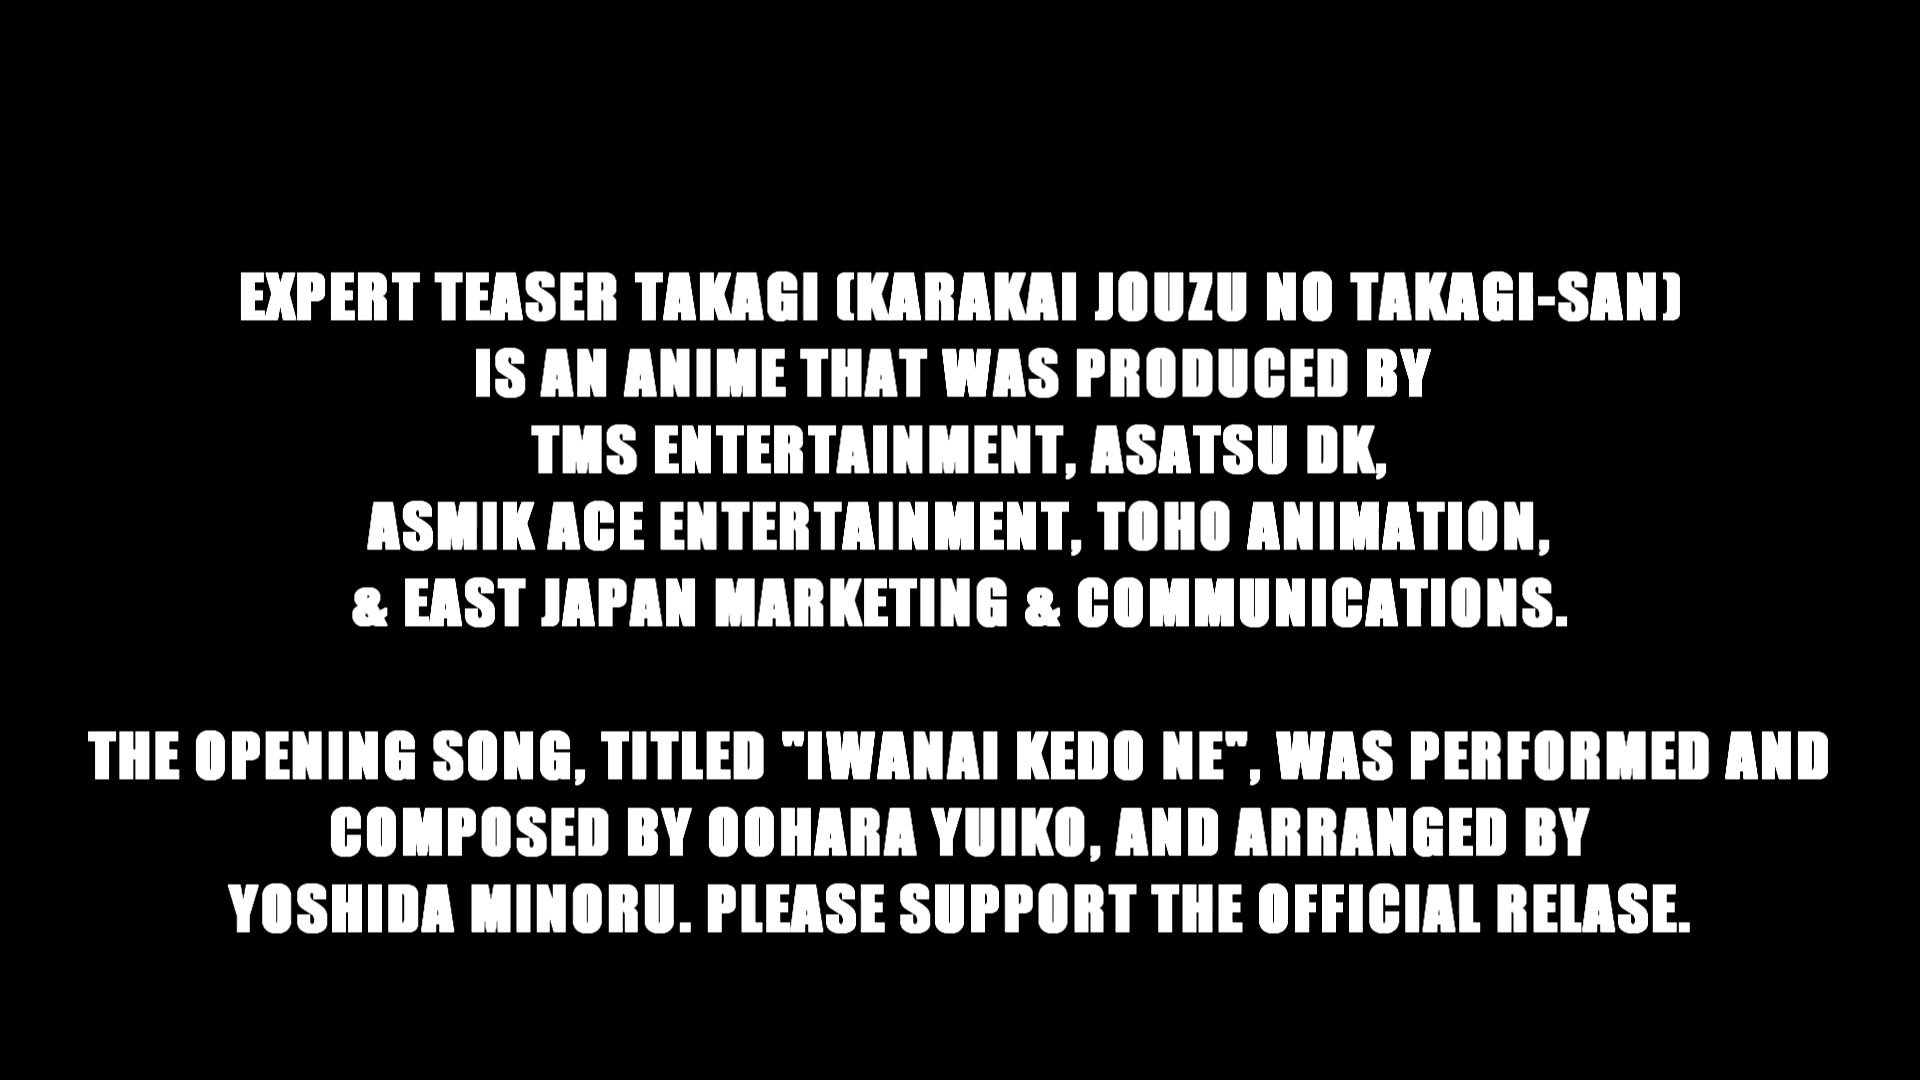 EXPERT TEASER TAKAGI (KARAKAI JOUZU NO TAKAGI-SAN)
IS AN ANIME THAT WAS PRODUCED BY
TMS ENTERTAINMENT, ASATSU DK,
ASMIK ACE ENTERTAINMENT, TOHO ANIMATION,
& EAST JAPAN MARKETING & COMMUNICATIONS.
THE OPENING SONG, TITLED "IWANAI KEDO NE", WAS PERFORMED AND
COMPOSED BY OOHARA YUIKO, AND ARRANGED BY
YOSHIDA MINORU. PLEASE SUPPORT THE OFFICIAL RELASE.